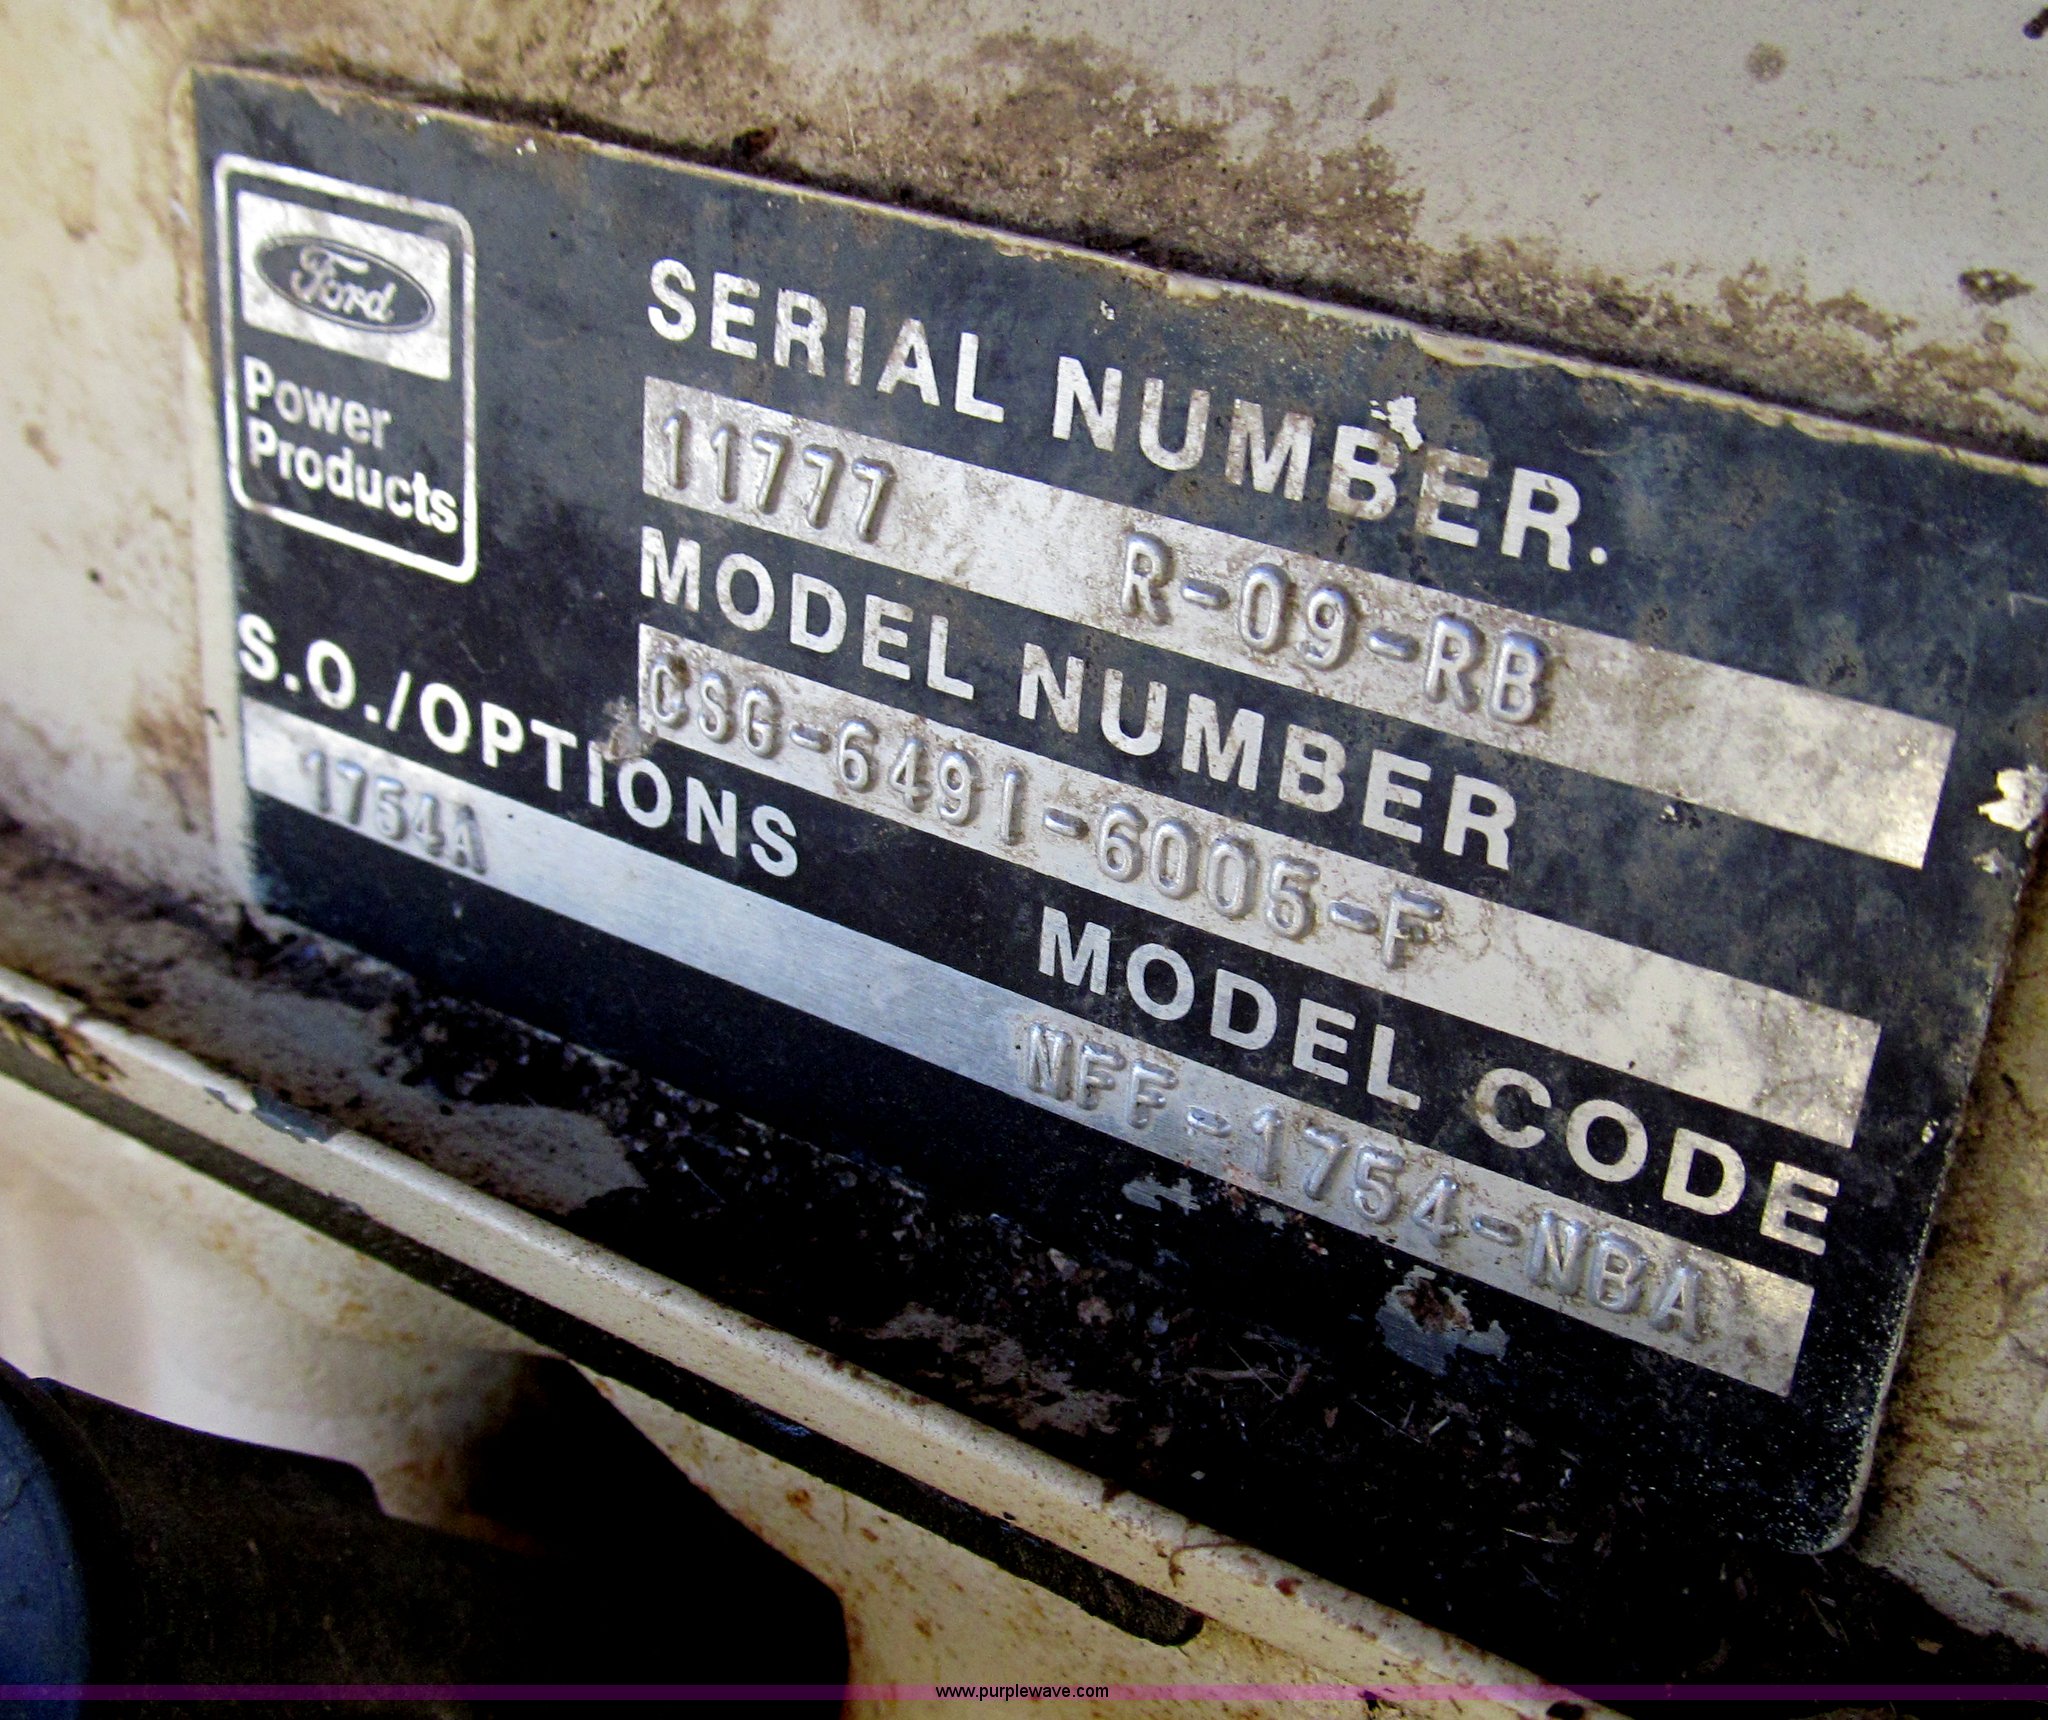 Ford
Power
Products
SERIAL NUMBER.
11777 R-09-RB
MODEL NUMBER
CSG-6491-6005-F
S.O./OPTIONS
1754A
MODEL CODE
NFF-1754-NBA
www.purplewave.com